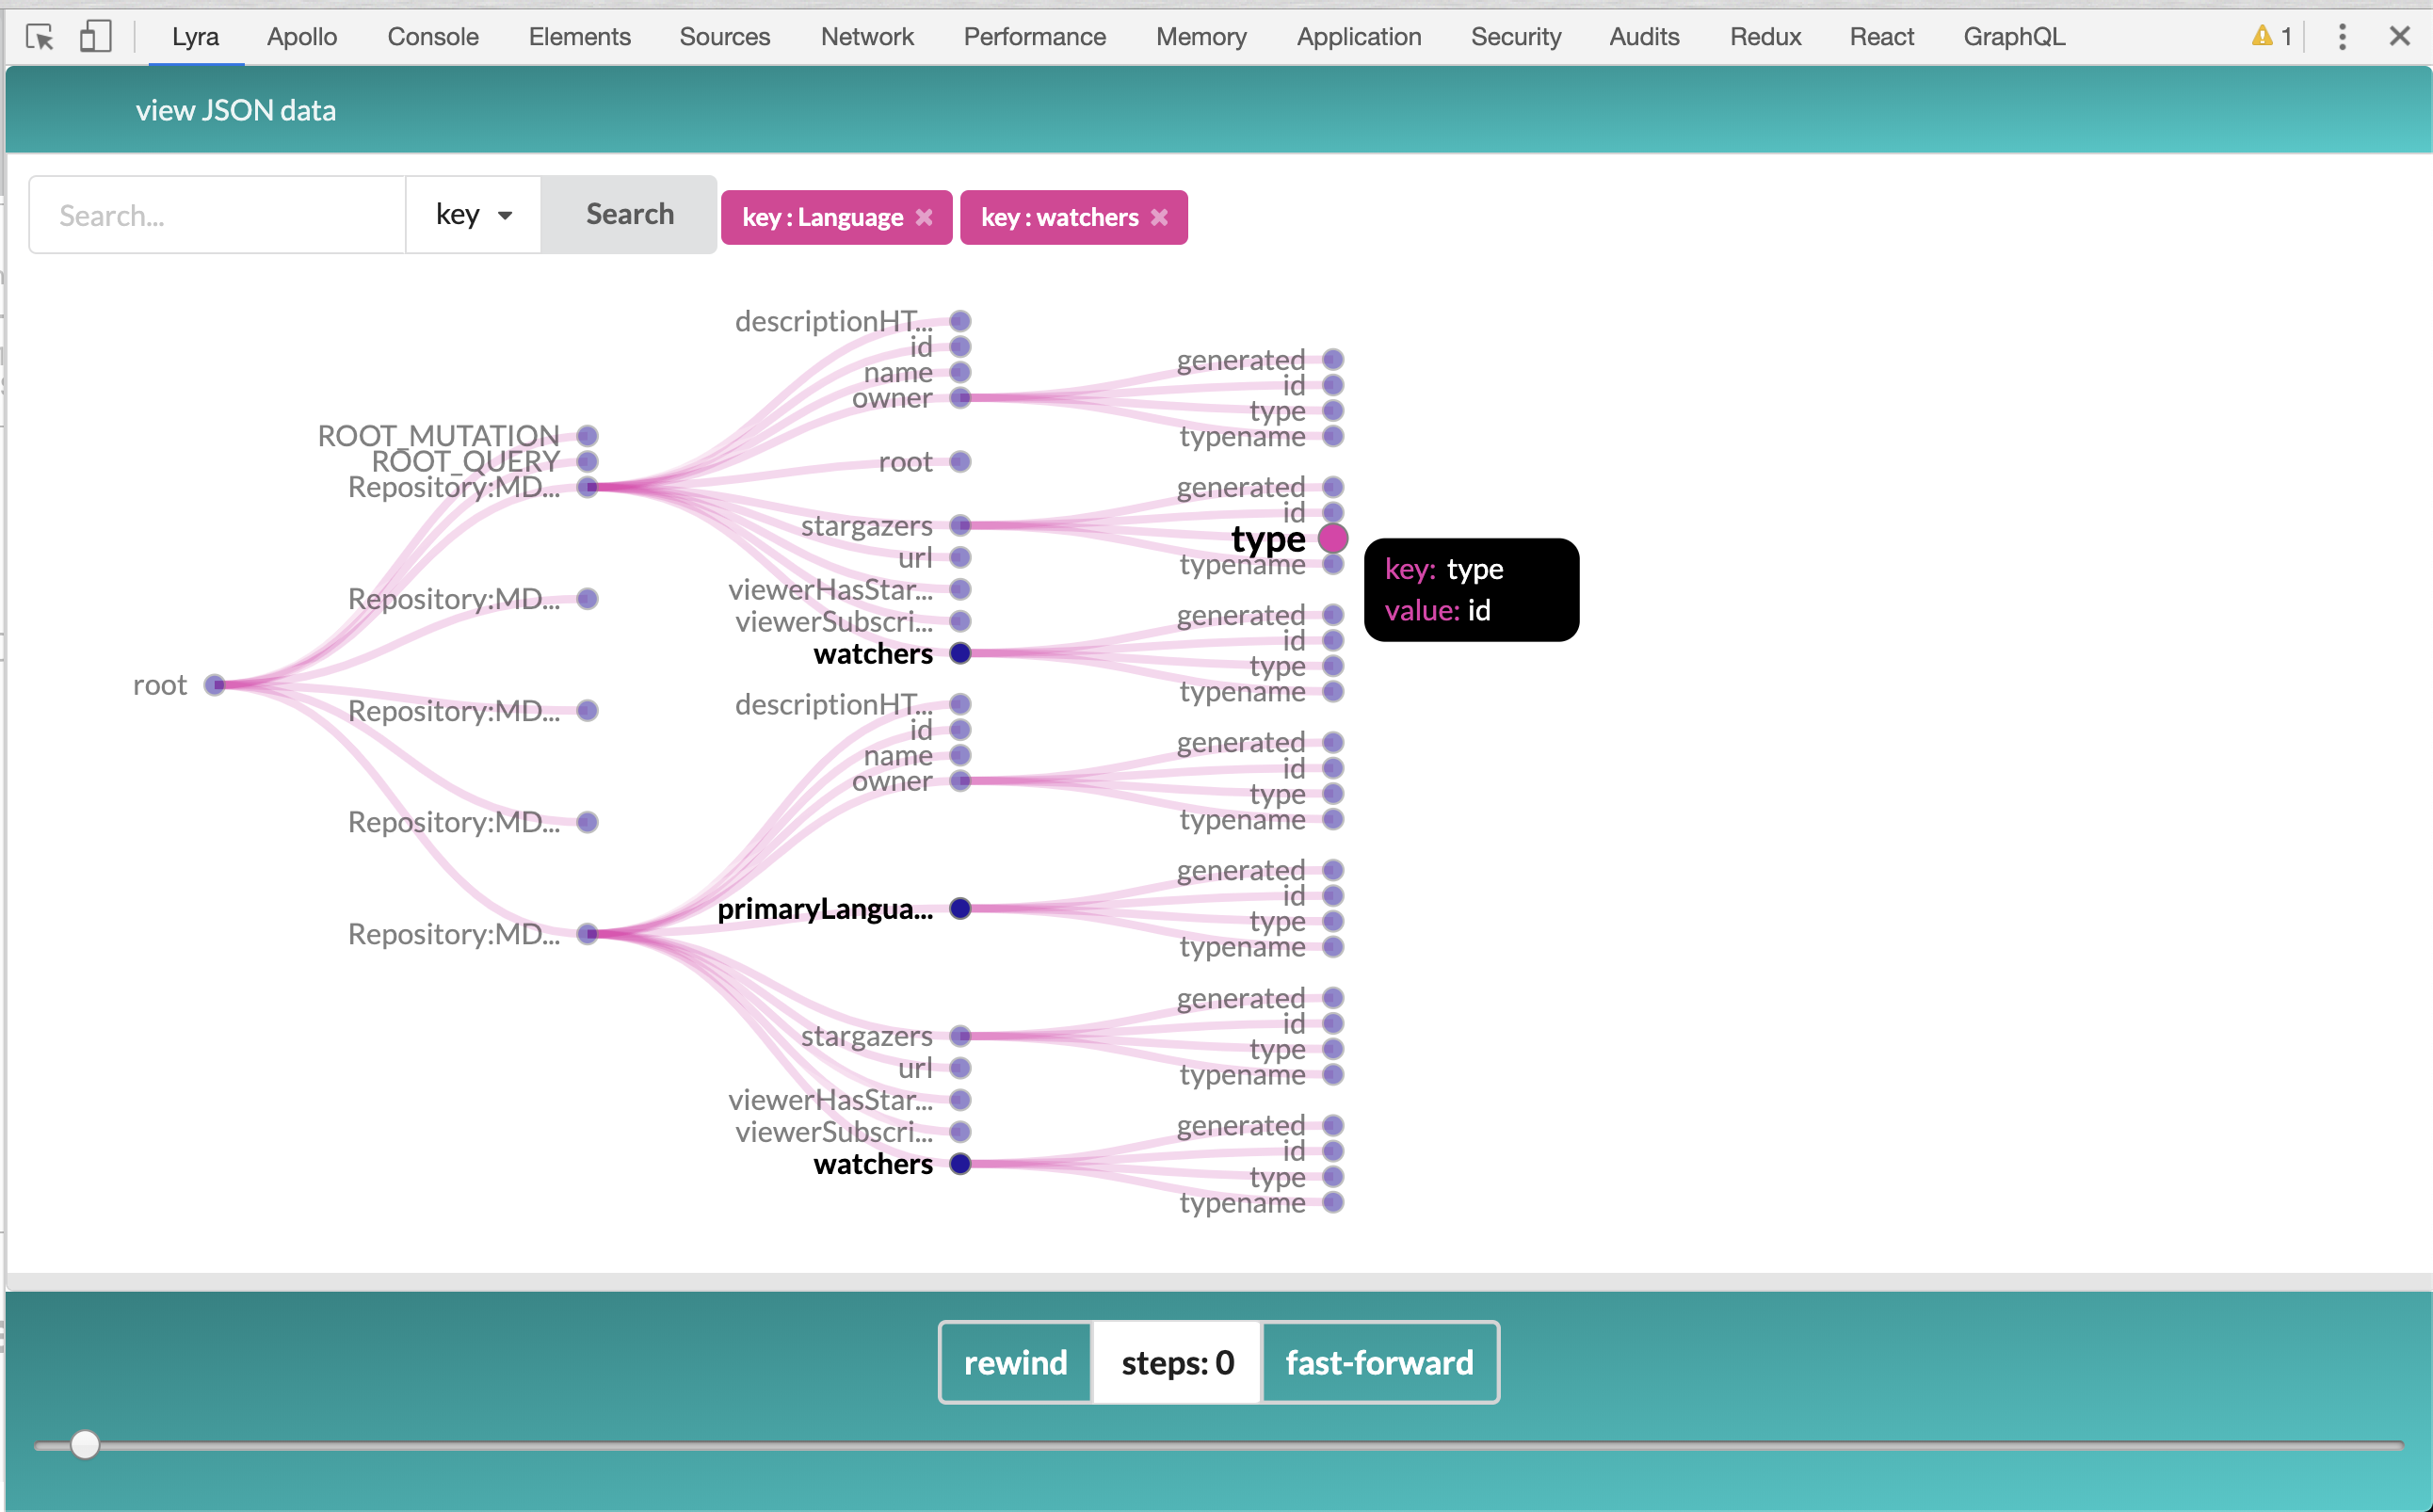 Lyra Apollo Console Elements Sources Network Performance Memory Application Security Audits Redux React GraphQL 1
view JSON data
Search... key Search key : Language key : watchers
descriptionHT...
id
name
owner
generated
id
type
typename
ROOT_MUTATION
ROOT_QUERY
Repository:MD...
root
stargazers
url
viewerHasStar...
viewerSubscri...
watchers
generated
id
type
typename
key: type
value: id
generated
id
type
typename
Repository:MD...
root
Repository:MD...
Repository:MD...
Repository:MD...
descriptionHT...
id
name
owner
primaryLangua...
stargazers
url
viewerHasStar...
viewerSubscri...
watchers
generated
id
type
typename
generated
id
type
typename
generated
id
type
typename
generated
id
type
typename
rewind steps: 0 fast-forward